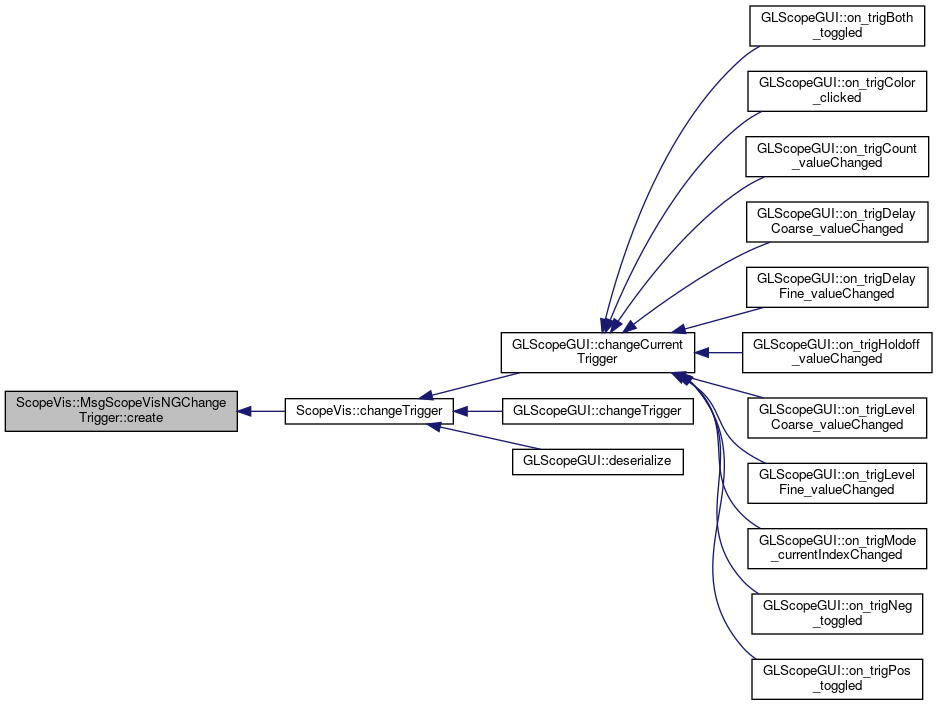 GLScopeGUI::on_trigBoth
_toggled
GLScopeGUI::on_trigColor
_clicked
GLScopeGUI::on_trigCount
_valueChanged
GLScopeGUI::on_trigDelay
Coarse_valueChanged
GLScopeGUI::on_trigDelay
Fine_valueChanged
GLScopeGUI::changeCurrent
Trigger
GLScopeGUI::on_trigHoldoff
_valueChanged
ScopeVis::MsgScopeVisNGChange
Trigger::create
ScopeVis::changeTrigger
GLScopeGUI::changeTrigger
GLScopeGUI::on_trigLevel
Coarse_valueChanged
GLScopeGUI::deserialize
GLScopeGUI::on_trigLevel
Fine_valueChanged
GLScopeGUI::on_trigMode
_currentIndexChanged
GLScopeGUI::on_trigNeg
_toggled
GLScopeGUI::on_trigPos
_toggled